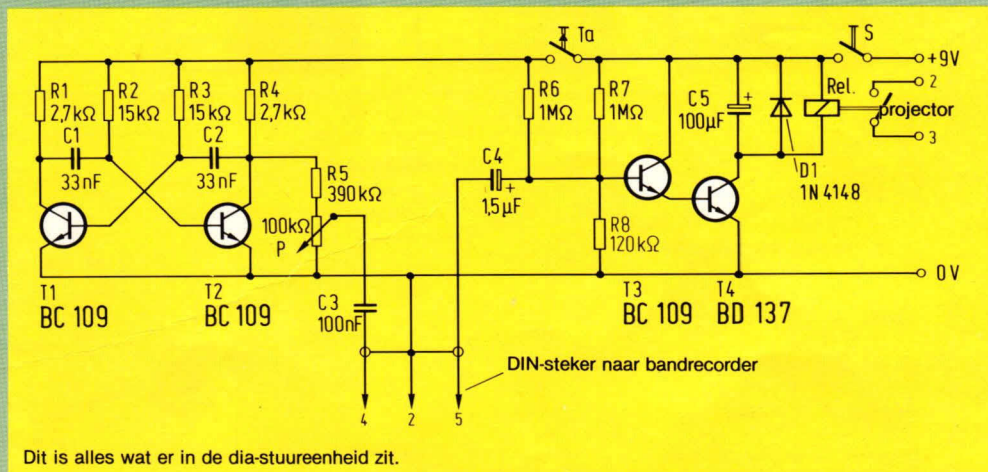 R1
2,7kΩ
R2
15kΩ
R3
15kΩ
R4
2,7kΩ
C1
33nF
C2
33nF
R5
390kΩ
100kΩ
P
T1
BC 109
T2
BC 109
C3
100nF
4
2
5
DIN-steker naar bandrecorder
C4
+
1,5µF
Ta
R6
1MΩ
R7
1MΩ
R8
120kΩ
T3
BC 109
T4
BD 137
C5
100µF
+
D1
1N 4148
Rel.
S
+9V
2
projector
3
0V
Dit is alles wat er in de dia-stuureenheid zit.